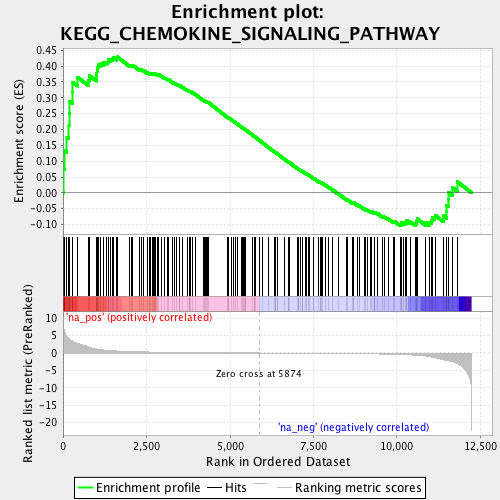 Enrichment plot:
KEGG_CHEMOKINE_SIGNALING_PATHWAY
Enrichment score (ES)
0.45
0.40
0.35
0.30
0.25
0.20
0.15
0.10
0.05
0.00
-0.05
-0.10
Ranked list metric (PreRanked)
10
5
0
-5
-10
-15
-20
'na_pos' (positively correlated)
Zero cross at 5874
'na_neg' (negatively correlated)
0
2,500
5,000
7,500
10,000
12,500
Rank in Ordered Dataset
Enrichment profile
Hits
Ranking metric scores